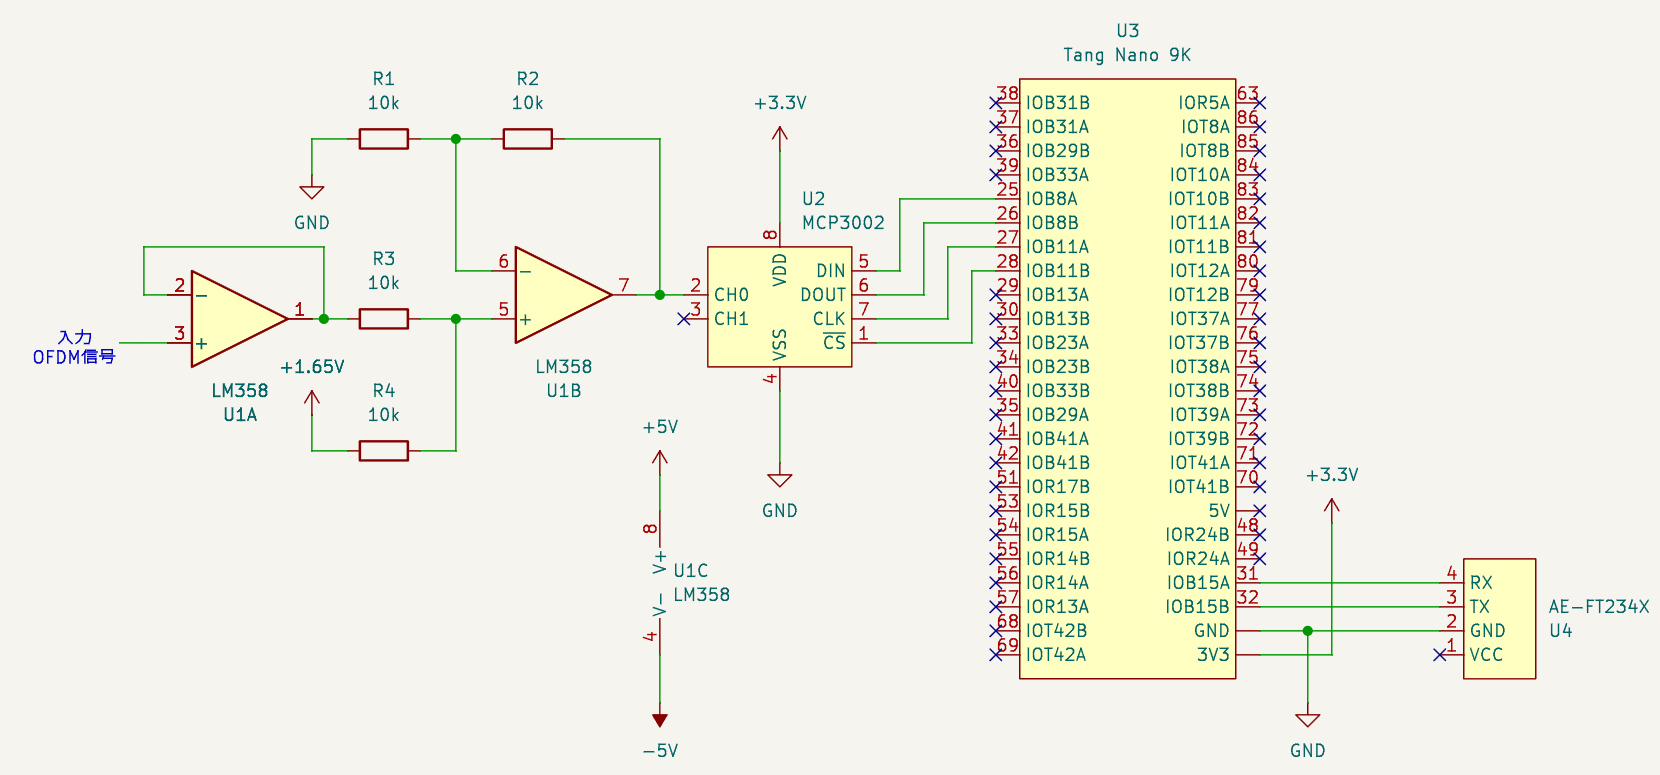 R1
10k
R2
10k
GND
R3
10k
R4
10k
+1.65V
入力
OFDM信号
2
3
1
−
+
LM358
U1A
6
5
7
−
+
LM358
U1B
+5V
8
V+
U1C
LM358
V−
4
−5V
+3.3V
U2
MCP3002
8
VDD
2 CH0
3 CH1
DIN 5
DOUT 6
CLK 7
CS 1
VSS
4
GND
U3
Tang Nano 9K
38 IOB31B IOR5A 63
37 IOB31A IOT8A 86
36 IOB29B IOT8B 85
39 IOB33A IOT10A 84
25 IOB8A IOT10B 83
26 IOB8B IOT11A 82
27 IOB11A IOT11B 81
28 IOB11B IOT12A 80
29 IOB13A IOT12B 79
30 IOB13B IOT37A 77
33 IOB23A IOT37B 76
34 IOB23B IOT38A 75
40 IOB33B IOT38B 74
35 IOB29A IOT39A 73
41 IOB41A IOT39B 72
42 IOB41B IOT41A 71
51 IOR17B IOT41B 70
53 IOR15B 5V
54 IOR15A IOR24B 48
55 IOR14B IOR24A 49
56 IOR14A IOB15A 31
57 IOR13A IOB15B 32
68 IOT42B GND
69 IOT42A 3V3
+3.3V
GND
4 RX
3 TX
2 GND
1 VCC
AE−FT234X
U4